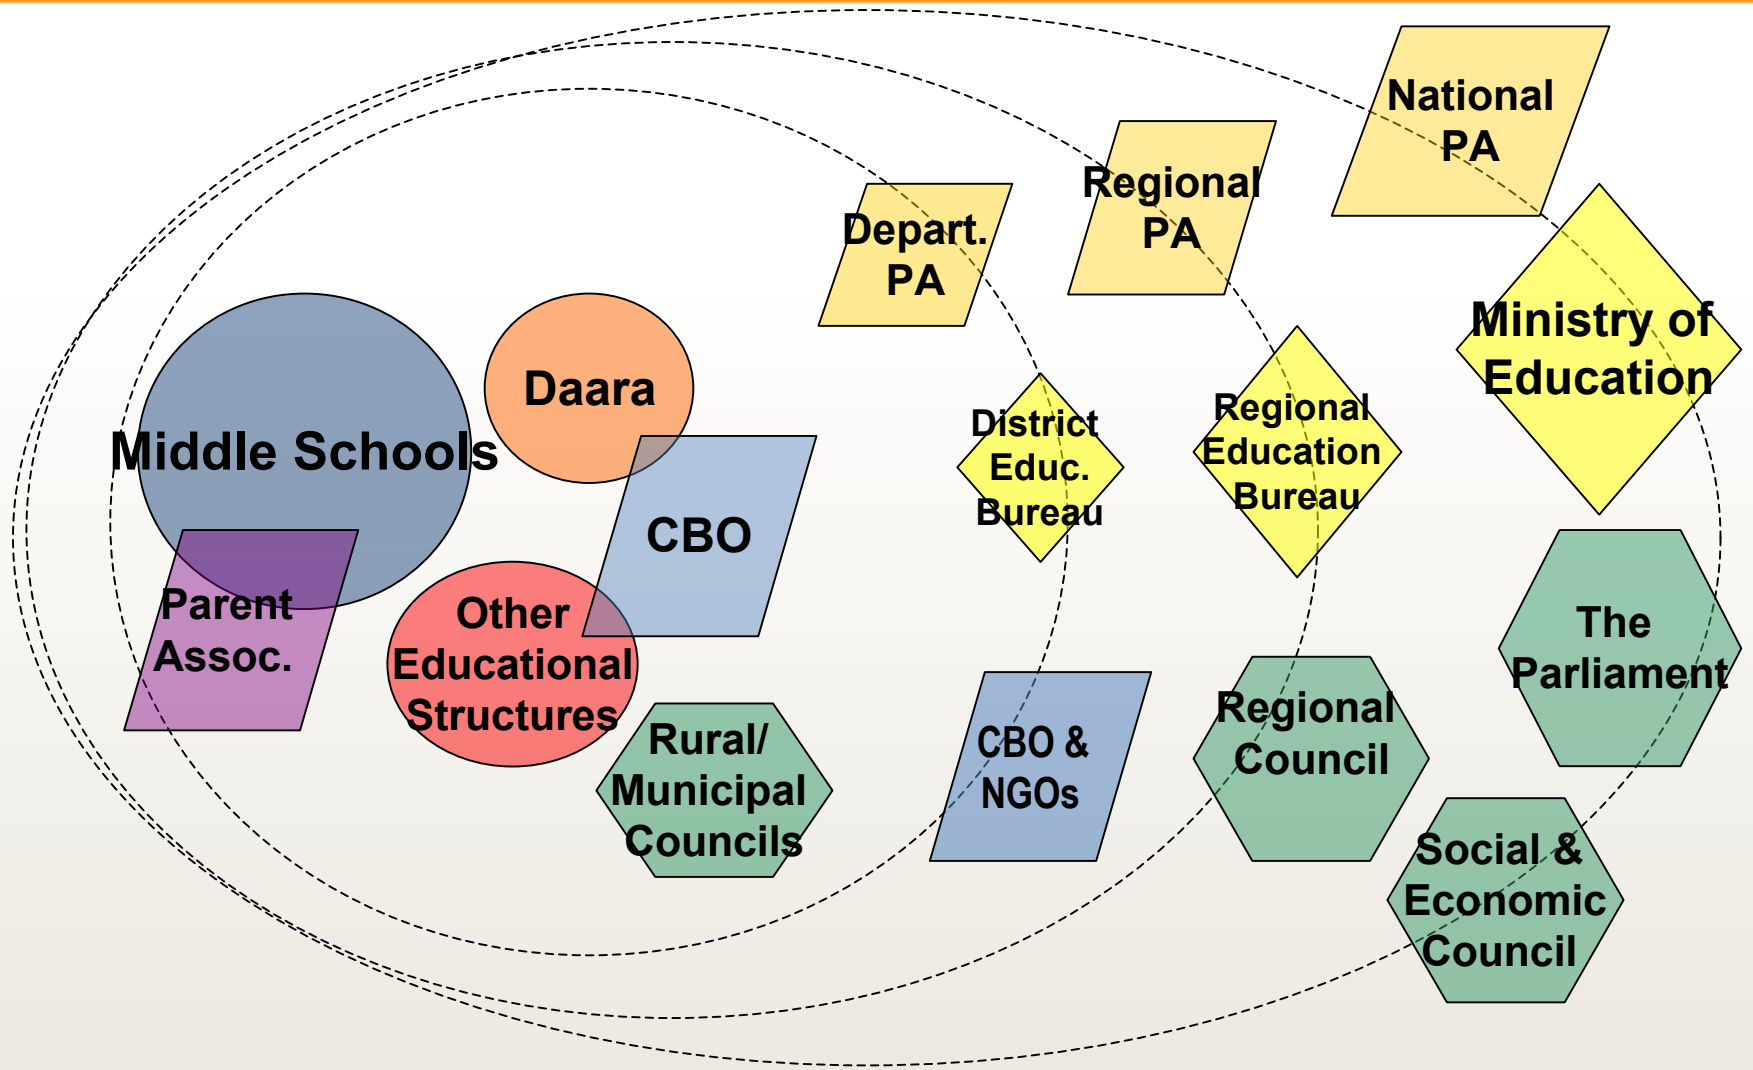 National
PA
Regional
PA
Depart.
PA
Ministry of
Education
Daara
Middle Schools
District
Educ.
Bureau
Regional
Education
Bureau
CBO
Parent
Assoc.
Other
Educational
Structures
The
Parliament
Rural/
Municipal
Councils
CBO &
NGOs
Regional
Council
Social &
Economic
Council